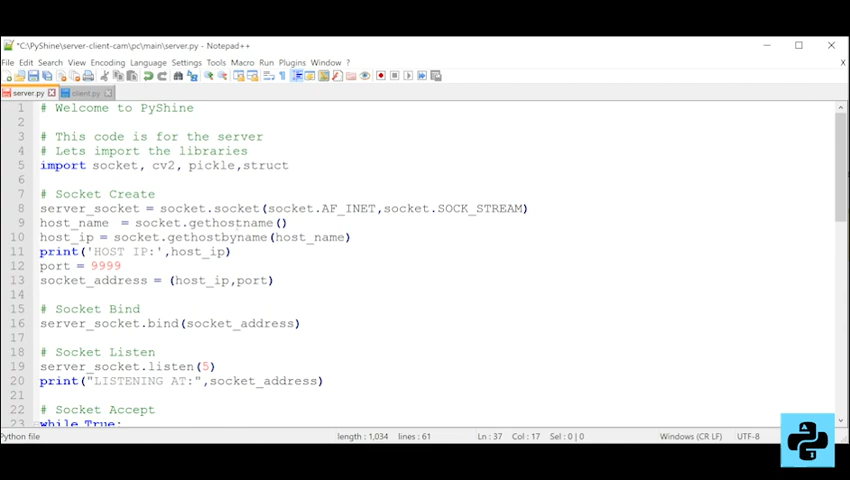 *C:\PyShine\server-client-cam\pc\main\server.py - Notepad++
File Edit Search View Encoding Language Settings Tools Macro Run Plugins Window ? X
server.py client.py
1 # Welcome to PyShine
2
3 # This code is for the server
4 # Lets import the libraries
5 import socket, cv2, pickle,struct
6
7 # Socket Create
8 server_socket = socket.socket(socket.AF_INET,socket.SOCK_STREAM)
9 host_name  = socket.gethostname()
10 host_ip = socket.gethostbyname(host_name)
11 print('HOST IP:',host_ip)
12 port = 9999
13 socket_address = (host_ip,port)
14
15 # Socket Bind
16 server_socket.bind(socket_address)
17
18 # Socket Listen
19 server_socket.listen(5)
20 print("LISTENING AT:",socket_address)
21
22 # Socket Accept
23 while True:
Python file length : 1,034 lines : 61 Ln : 37 Col : 17 Sel : 0 | 0 Windows (CR LF) UTF-8
A
I